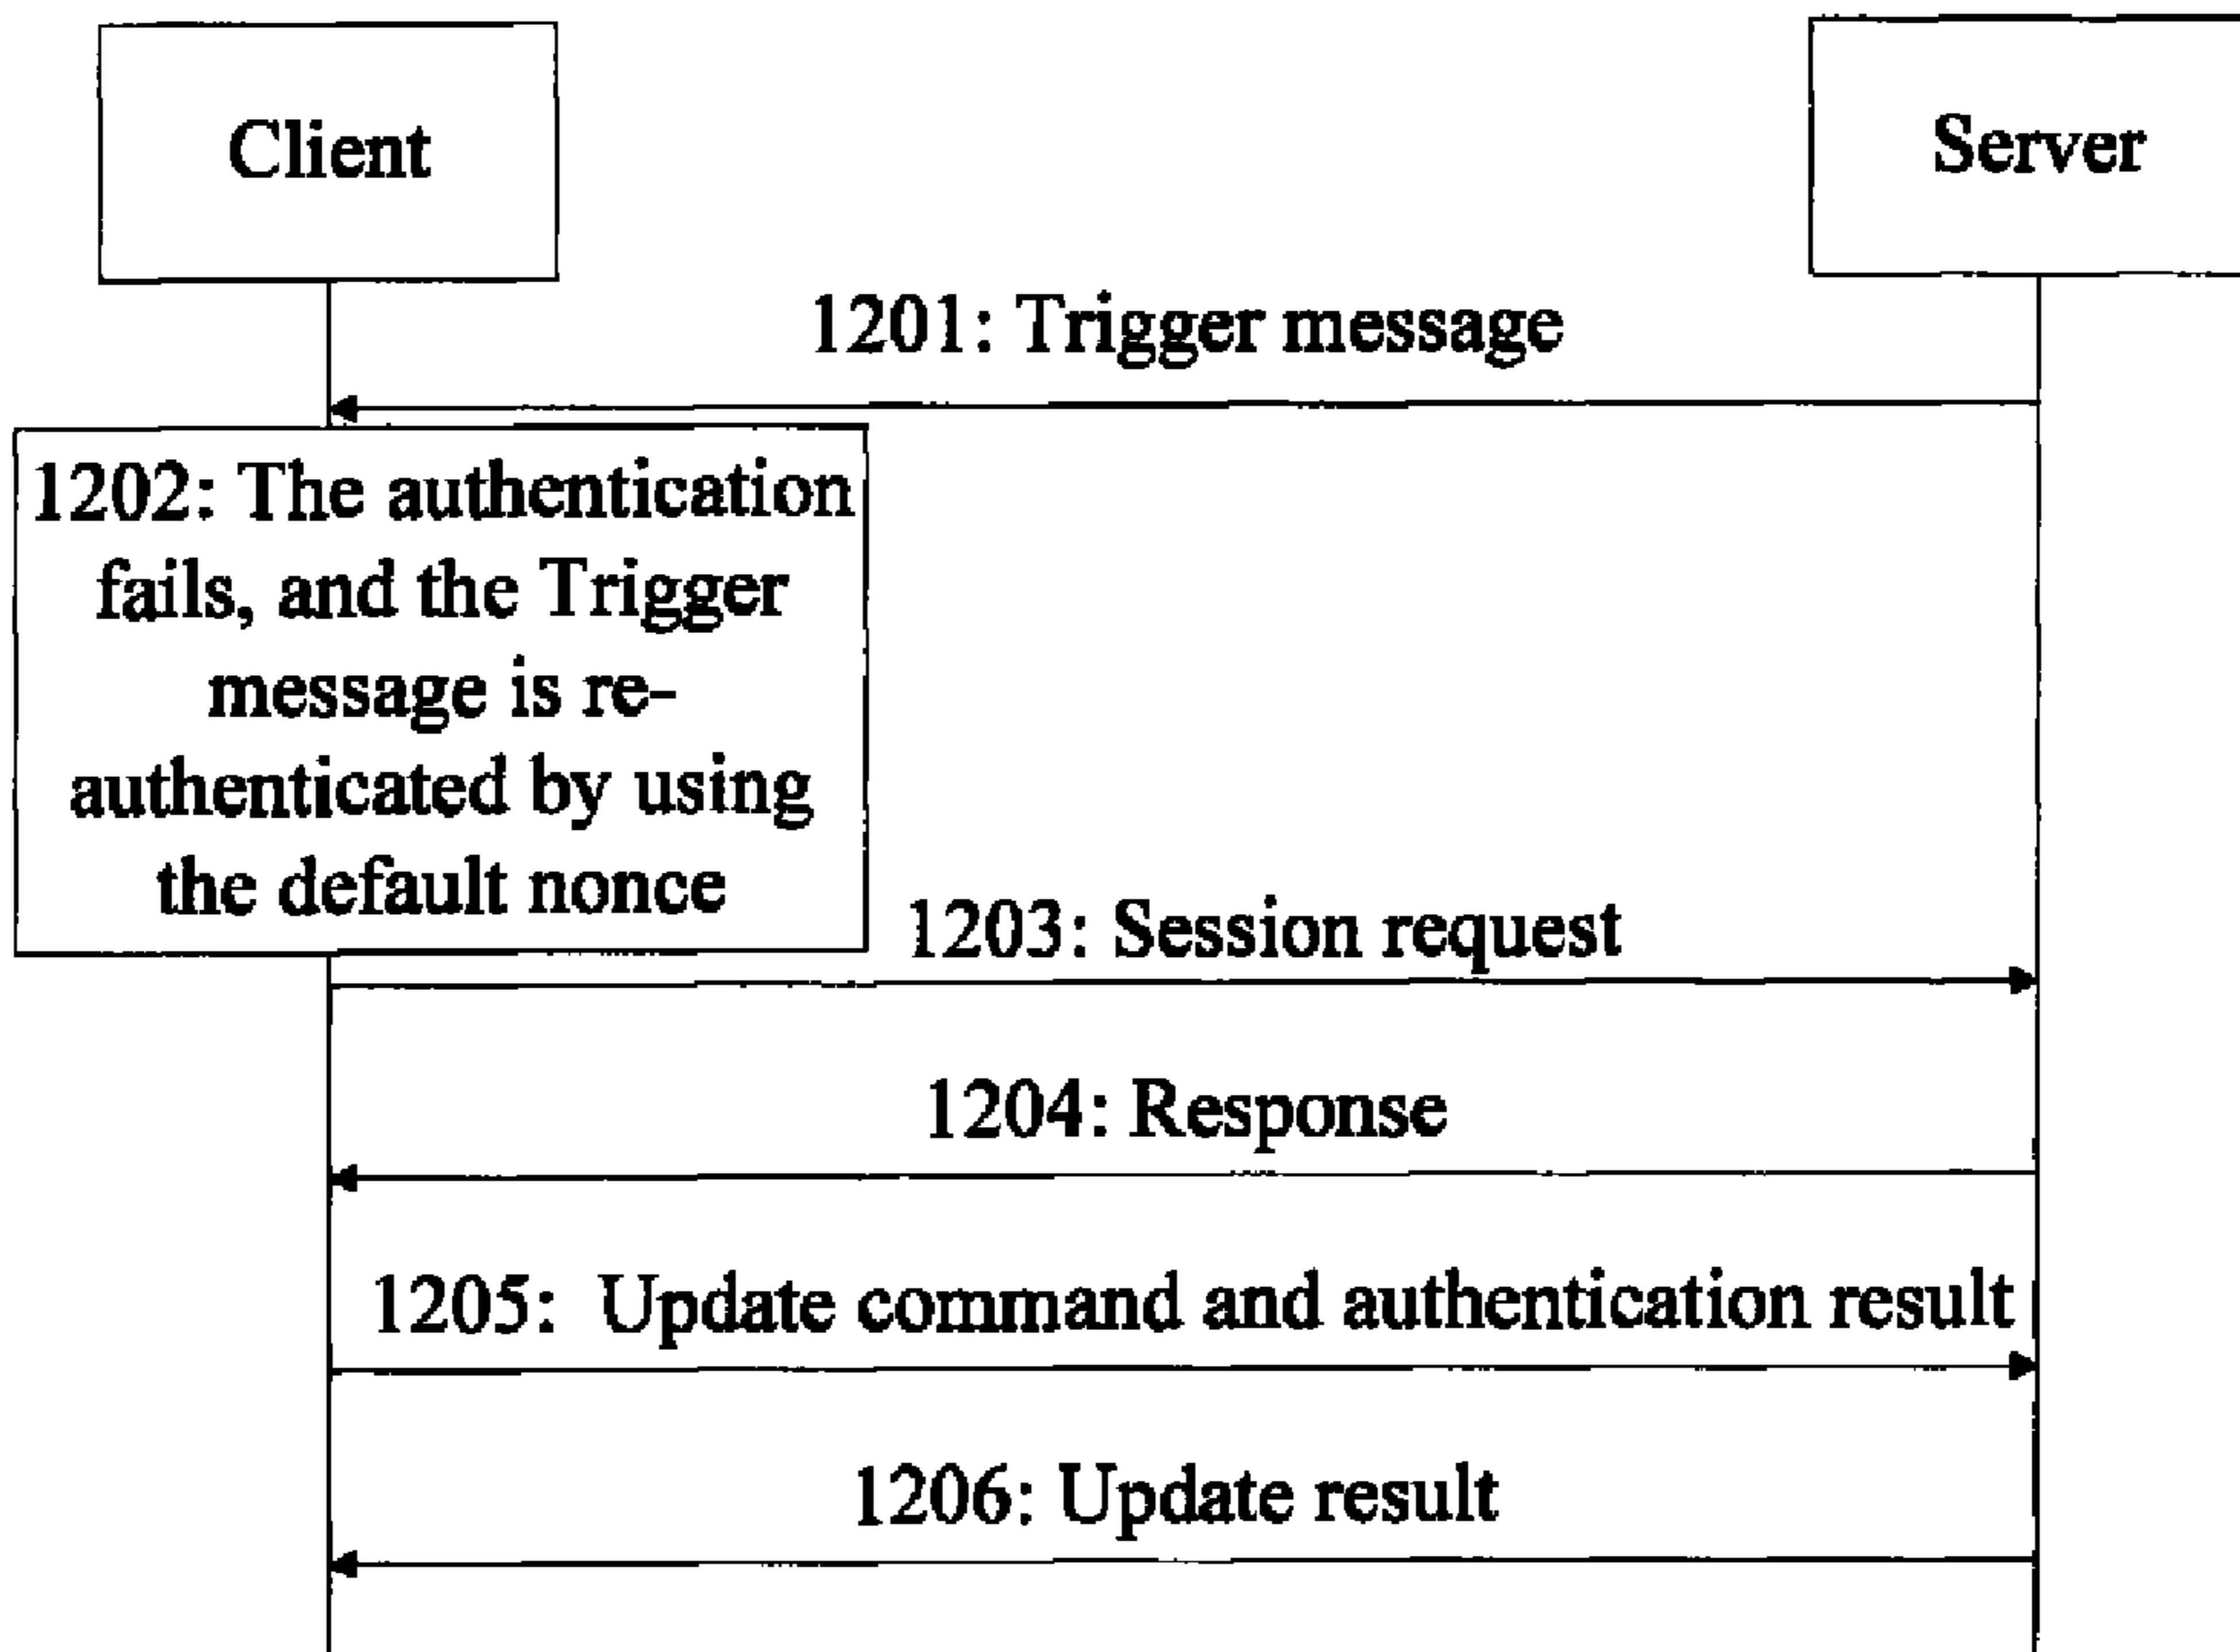 Client
Server
1201: Trigger message
1202: The authentication
fails, and the Trigger
message is re-
authenticated by using
the default nonce
1203: Session request
1204: Response
1205: Update command and authentication result
1206: Update result